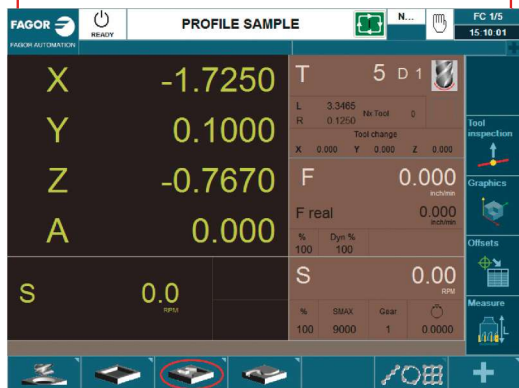 FAGOR
READY
PROFILE SAMPLE
N...
FC 1/5
FAGOR AUTOMATION
15:10:01
X -1.7250
Y 0.1000
Z -0.7670
A 0.000
S 0.0
RPM
T 5 D 1
L 3.3465
R 0.1250
Nx Tool 0
Tool change
X 0.000 Y 0.000 Z 0.000
F 0.000
inch/min
F real 0.000
inch/min
% Dyn %
100 100
S 0.00
RPM
% SMAX Gear
100 9000 1 0.0000
Tool
inspection
Graphics
Offsets
Measure
L